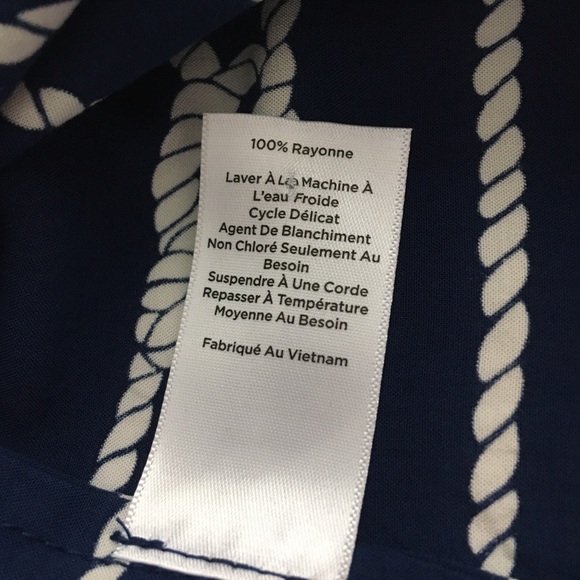 100% Rayonne
Laver À La Machine À
L'eau Froide
Cycle Délicat
Agent De Blanchiment
Non Chloré Seulement Au
Besoin
Suspendre À Une Corde
Repasser À Température
Moyenne Au Besoin
Fabriqué Au Vietnam